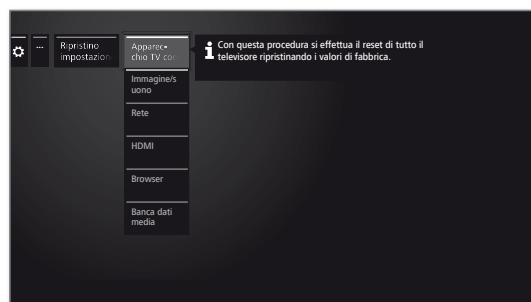 ...
Ripristino
impostazion
Apparec-
chio TV co
Con questa procedura si effettua il reset di tutto il
televisore ripristinando i valori di fabbrica.
Immagine/s
uono
Rete
HDMI
Browser
Banca dati
media